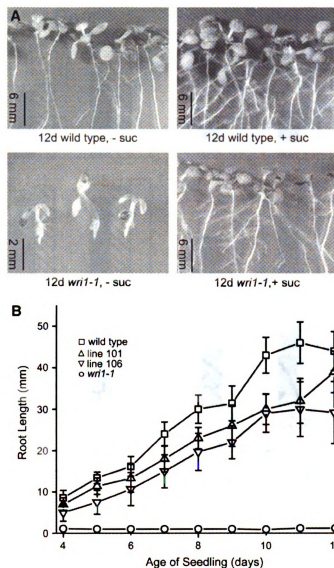 A
6 mm
6 mm
12d wild type, - suc
12d wild type, + suc
2 mm
6 mm
12d wri1-1, - suc
12d wri1-1,+ suc
B
50
40
30
20
10
0
Root Length (mm)
wild type
line 101
line 106
wri1-1
4 6 8 10 1
Age of Seedling (days)